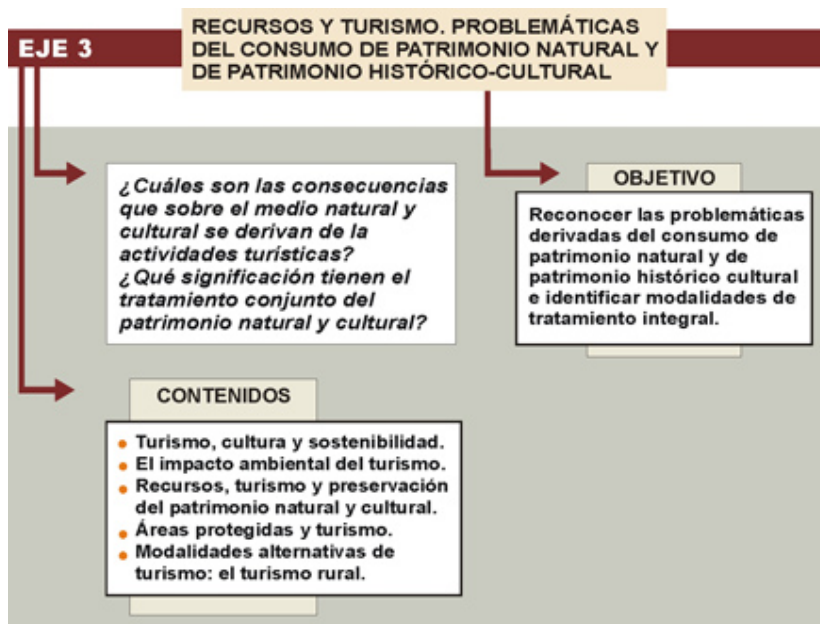 EJE 3
RECURSOS Y TURISMO. PROBLEMÁTICAS
DEL CONSUMO DE PATRIMONIO NATURAL Y
DE PATRIMONIO HISTÓRICO-CULTURAL
¿Cuáles son las consecuencias
que sobre el medio natural y
cultural se derivan de la
actividades turísticas?
¿Qué significación tienen el
tratamiento conjunto del
patrimonio natural y cultural?
OBJETIVO
Reconocer las problemáticas
derivadas del consumo de
patrimonio natural y de
patrimonio histórico cultural
e identificar modalidades de
tratamiento integral.
CONTENIDOS
• Turismo, cultura y sostenibilidad.
• El impacto ambiental del turismo.
• Recursos, turismo y preservación
del patrimonio natural y cultural.
• Áreas protegidas y turismo.
• Modalidades alternativas de
turismo: el turismo rural.